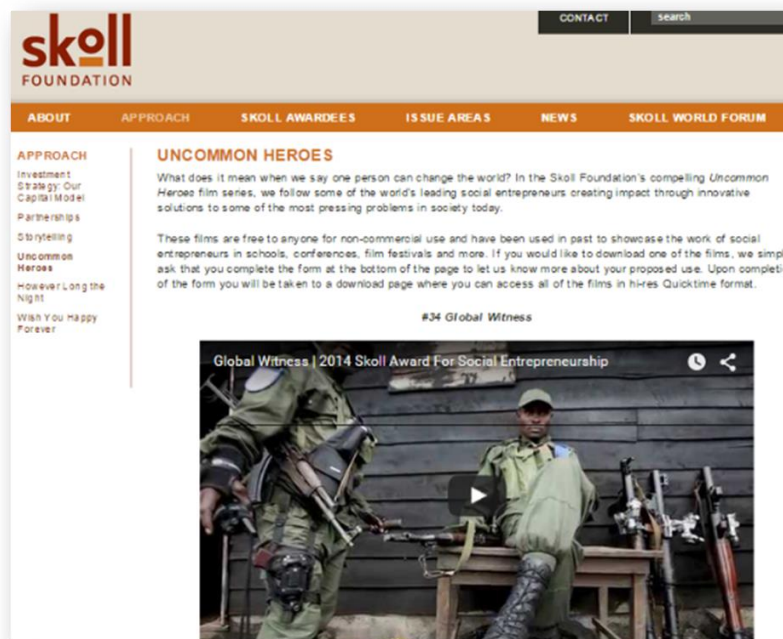 skoll
FOUNDATION
CONTACT
search
ABOUT
APPROACH
SKOLL AWARDEES
ISSUE AREAS
NEWS
SKOLL WORLD FORUM
APPROACH
Investment
Strategy: Our
Capital Model
Partnerships
Storytelling
Uncommon
Heroes
However Long the
Night
Wish You Happy
Forever
UNCOMMON HEROES
What does it mean when we say one person can change the world? In the Skoll Foundation's compelling Uncommon
Heroes film series, we follow some of the world's leading social entrepreneurs creating impact through innovative
solutions to some of the most pressing problems in society today.
These films are free to anyone for non-commercial use and have been used in past to showcase the work of social
entrepreneurs in schools, conferences, film festivals and more. If you would like to download one of the films, we simpl
ask that you complete the form at the bottom of the page to let us know more about your proposed use. Upon completi
of the form you will be taken to a download page where you can access all of the films in hi-res Quicktime format.
#34 Global Witness
Global Witness | 2014 Skoll Award For Social Entrepreneurship